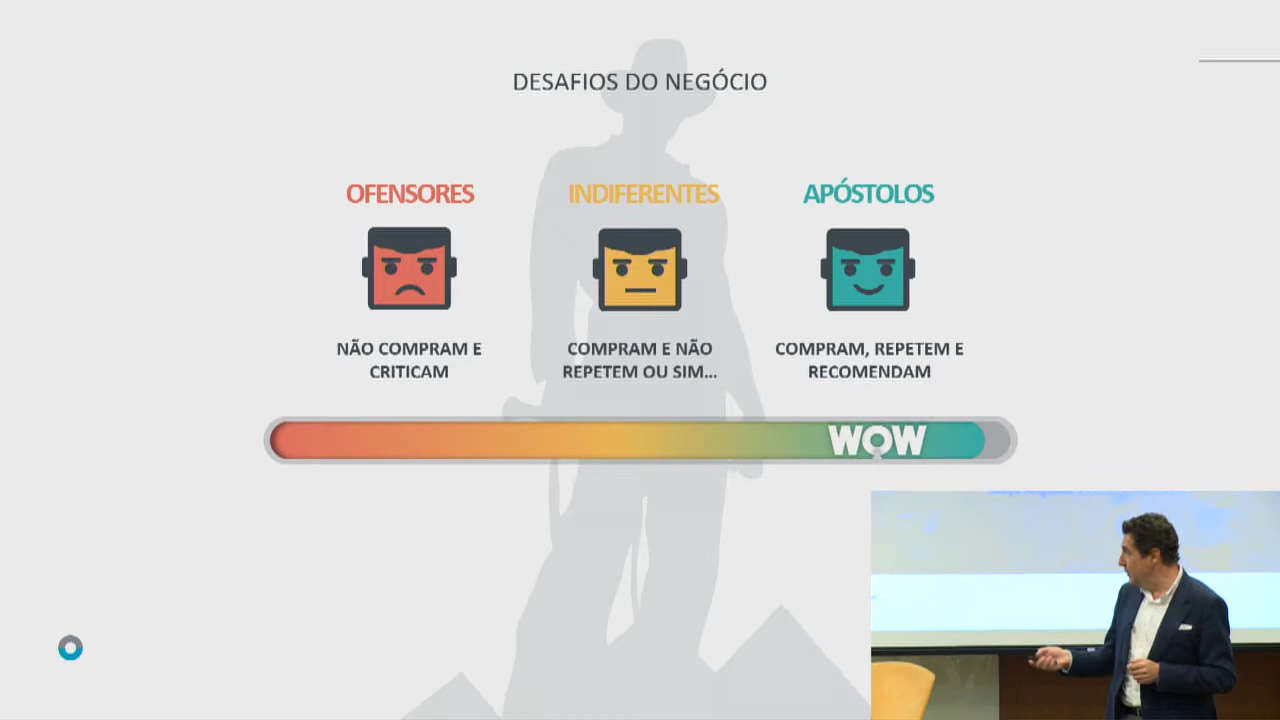 DESAFIOS DO NEGÓCIO
OFENSORES
INDIFERENTES
APÓSTOLOS
NÃO COMPRAM E
CRITICAM
COMPRAM E NÃO
REPETEM OU SIM...
COMPRAM, REPETEM E
RECOMENDAM
WOW